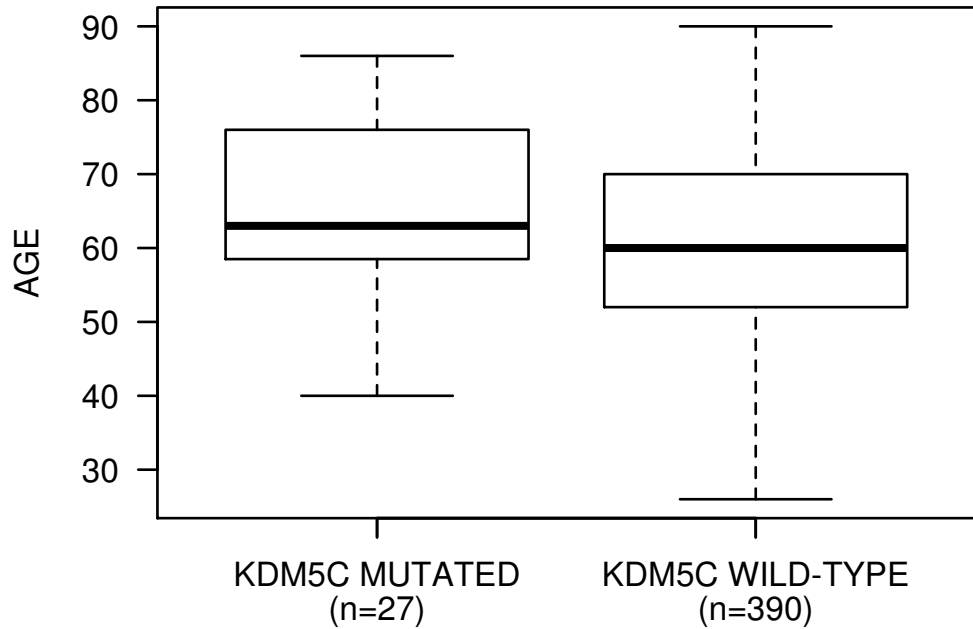 90
80
70
60
50
40
30
AGE
KDM5C MUTATED
(n=27)
KDM5C WILD-TYPE
(n=390)